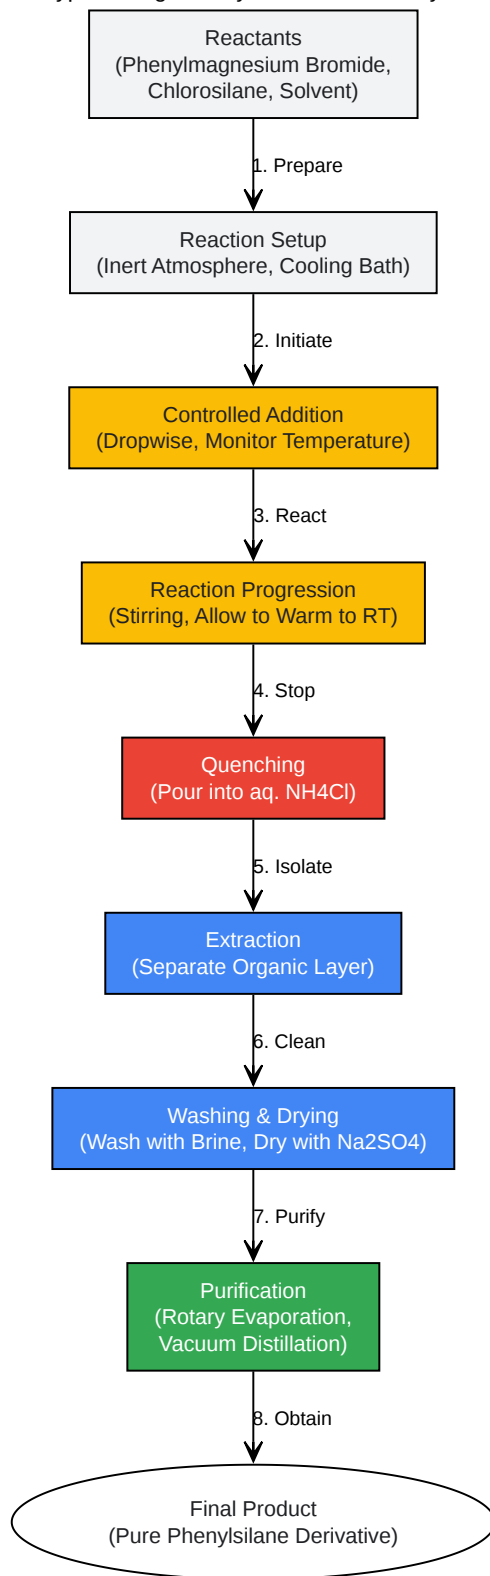 Reactants
(Phenylmagnesium Bromide,
Chlorosilane, Solvent)
1. Prepare
Reaction Setup
(Inert Atmosphere, Cooling Bath)
2. Initiate
Controlled Addition
(Dropwise, Monitor Temperature)
3. React
Reaction Progression
(Stirring, Allow to Warm to RT)
4. Stop
Quenching
(Pour into aq. NH4Cl)
5. Isolate
Extraction
(Separate Organic Layer)
6. Clean
Washing & Drying
(Wash with Brine, Dry with Na2SO4)
7. Purify
Purification
(Rotary Evaporation,
Vacuum Distillation)
8. Obtain
Final Product
(Pure Phenylsilane Derivative)